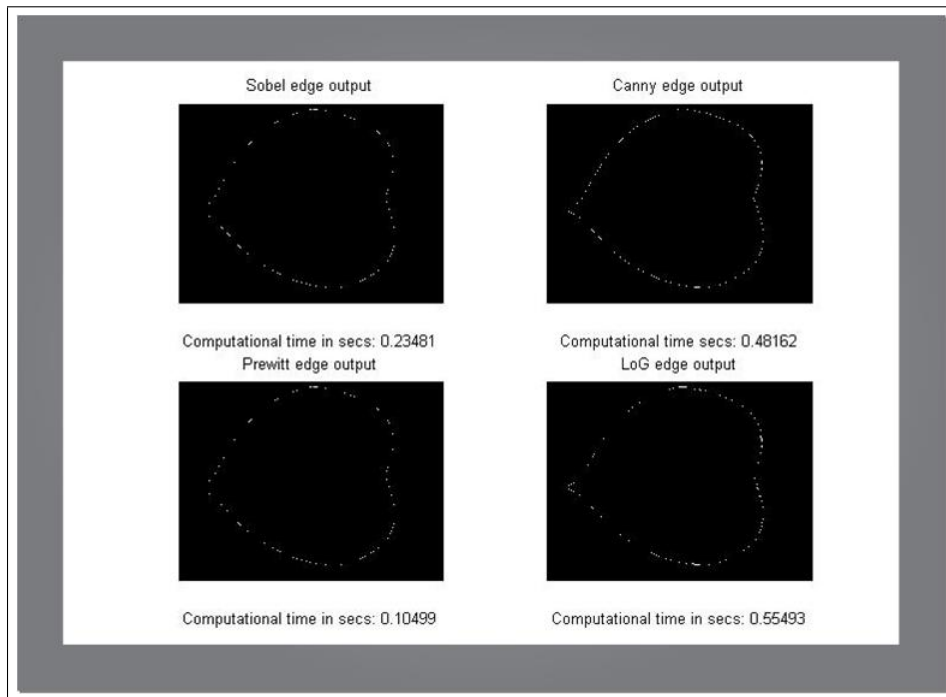 Sobel edge output
Canny edge output
Computational time in secs: 0.23481
Computational time secs: 0.48162
Prewitt edge output
LoG edge output
Computational time in secs: 0.10499
Computational time in secs: 0.55493